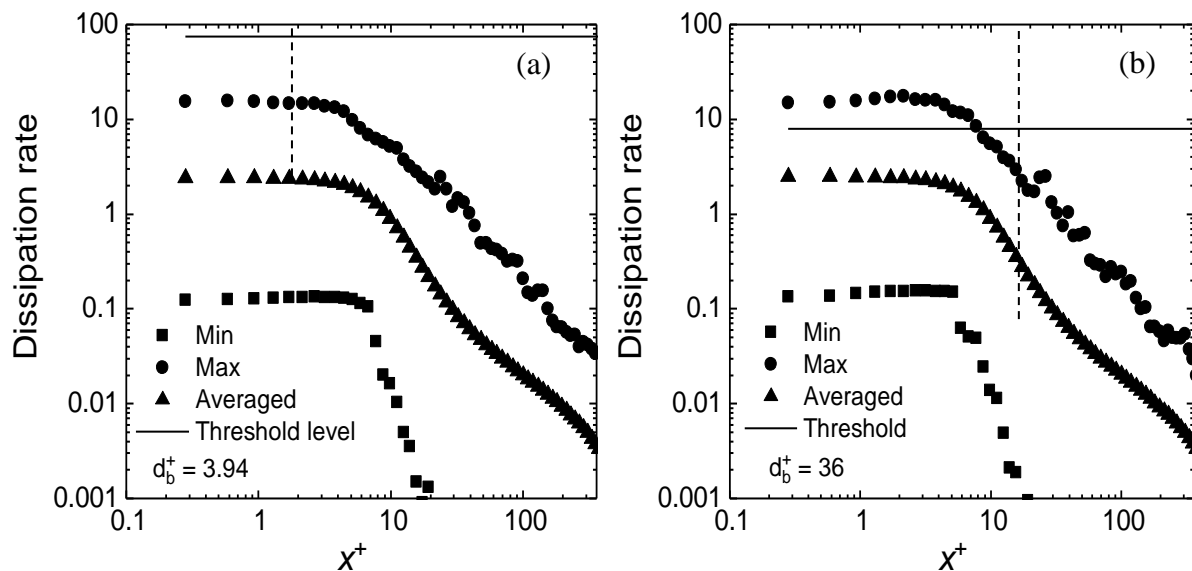 100
10
1
0.1
0.01
0.001
Dissipation rate
(a)
Min
Max
Averaged
Threshold level
d_b^+ = 3.94
0.1
1
10
100
x^+
100
10
1
0.1
0.01
0.001
Dissipation rate
(b)
Min
Max
Averaged
Threshold
d_b^+ = 36
0.1
1
10
100
x^+